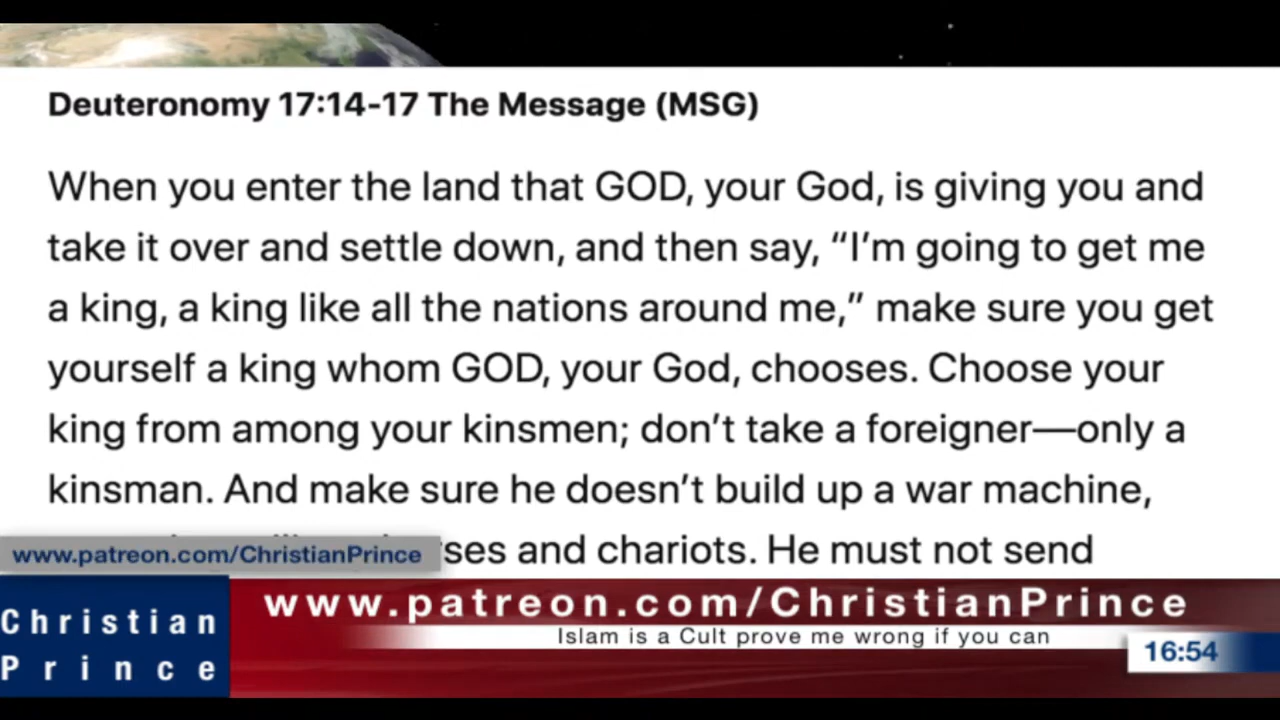 Deuteronomy 17:14-17 The Message (MSG)
When you enter the land that GOD, your God, is giving you and
take it over and settle down, and then say, “I’m going to get me
a king, a king like all the nations around me,” make sure you get
yourself a king whom GOD, your God, chooses. Choose your
king from among your kinsmen; don’t take a foreigner—only a
kinsman. And make sure he doesn’t build up a war machine,
and chariots. He must not send
www.patreon.com/ChristianPrince
www.patreon.com/ChristianPrince
Islam is a Cult prove me wrong if you can
Christian
Prince
16:54